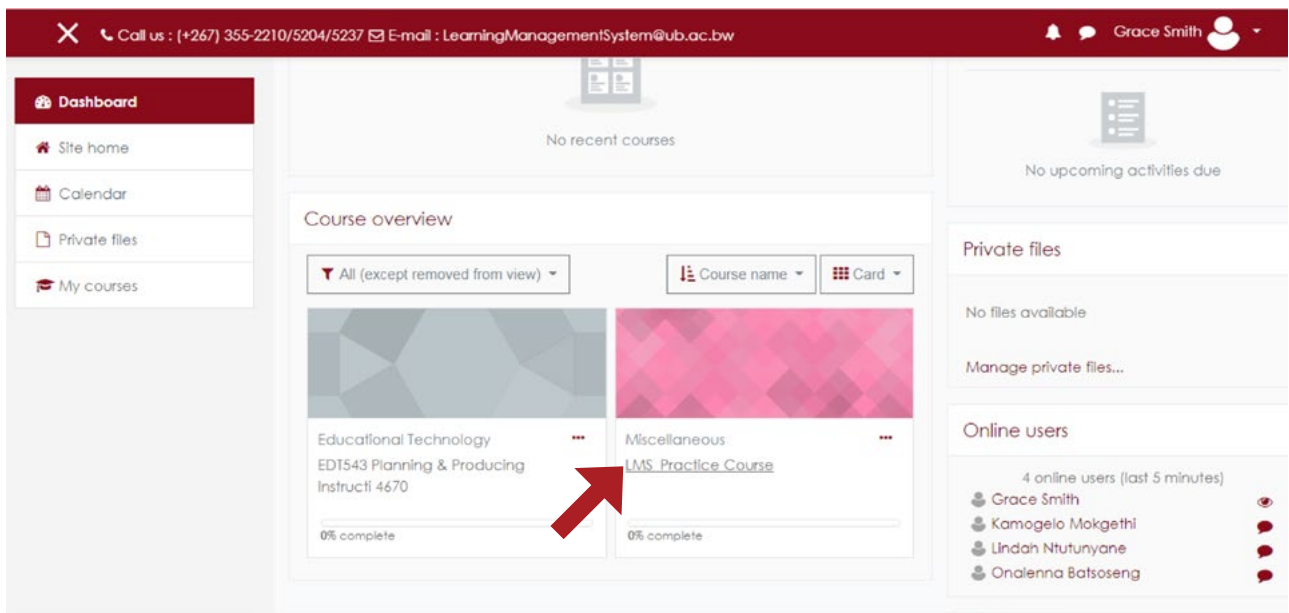 Call us : (+267) 355-2210/5204/5237 E-mail : LearningManagementSystem@ub.ac.bw
Grace Smith
Dashboard
Site home
Calendar
Private files
My courses
No recent courses
Course overview
All (except removed from view)
Course name
Card
Educational Technology
EDT543 Planning & Producing
Instructi 4670
0% complete
Miscellaneous
LMS Practice Course
0% complete
No upcoming activities due
Private files
No files available
Manage private files...
Online users
4 online users (last 5 minutes)
Grace Smith
Kamogelo Mokgethi
Lindah Ntutunyane
Onalenna Batsoseng